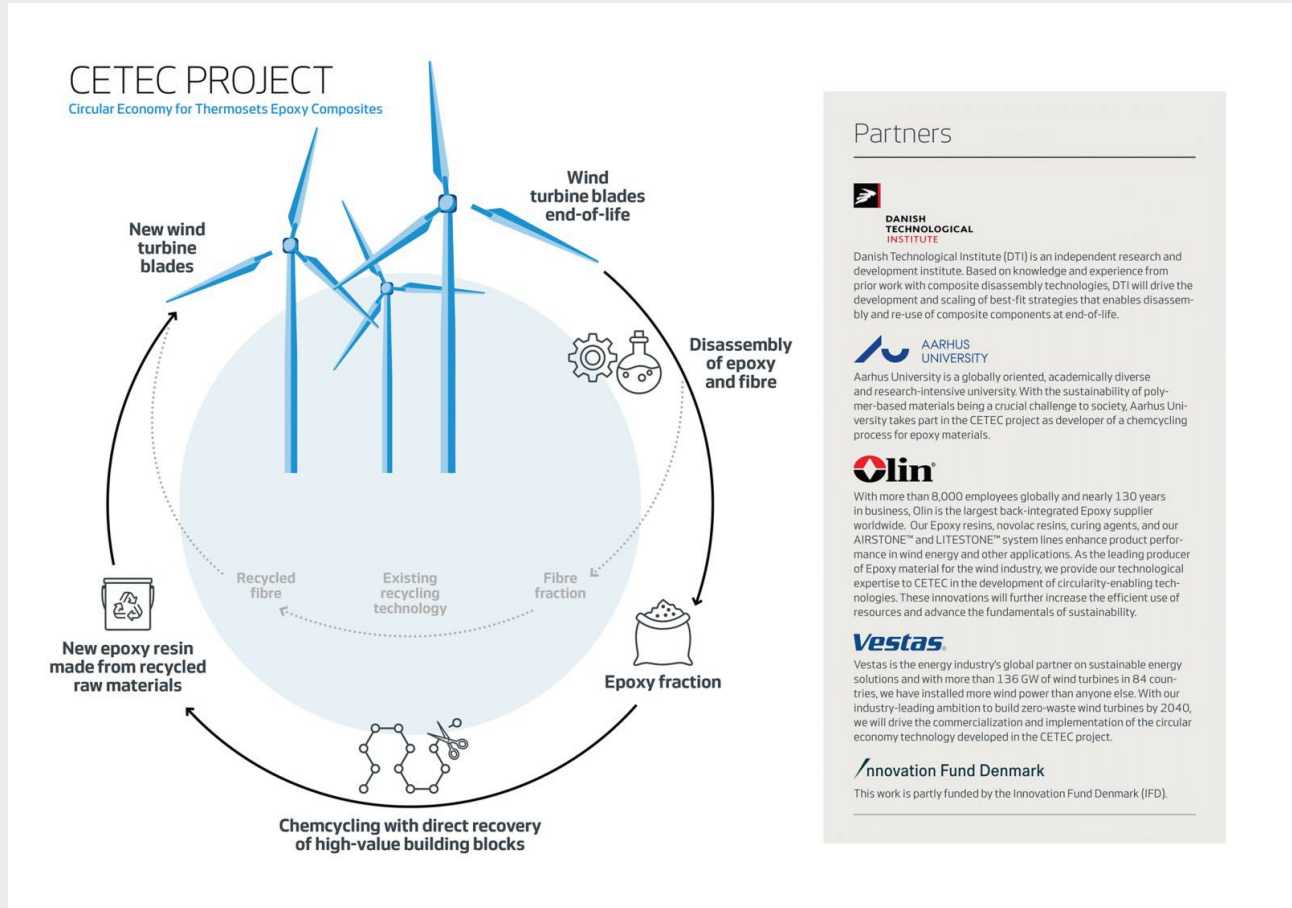 CETEC PROJECT
Circular Economy for Thermosets Epoxy Composites
Wind
turbine blades
end-of-life
New wind
turbine
blades
Disassembly
of epoxy
and fibre
Recycled
fibre
Existing
recycling
technology
Fibre
fraction
New epoxy resin
made from recycled
raw materials
Epoxy fraction
Chemcycling with direct recovery
of high-value building blocks
Partners
DANISH
TECHNOLOGICAL
INSTITUTE
Danish Technological Institute (DTI) is an independent research and
development institute. Based on knowledge and experience from
prior work with composite disassembly technologies, DTI will drive the
development and scaling of best-fit strategies that enables disassem-
bly and re-use of composite components at end-of-life.
AARHUS
UNIVERSITY
Aarhus University is a globally oriented, academically diverse
and research-intensive university. With the sustainability of poly-
mer-based materials being a crucial challenge to society, Aarhus Uni-
versity takes part in the CETEC project as developer of a chemcycling
process for epoxy materials.
Olin®
With more than 8,000 employees globally and nearly 130 years
in business, Olin is the largest back-integrated Epoxy supplier
worldwide. Our Epoxy resins, novolac resins, curing agents, and our
AIRSTONE™ and LITESTONE™ system lines enhance product perfor-
mance in wind energy and other applications. As the leading producer
of Epoxy material for the wind industry, we provide our technological
expertise to CETEC in the development of circularity-enabling tech-
nologies. These innovations will further increase the efficient use of
resources and advance the fundamentals of sustainability.
Vestas®
Vestas is the energy industry's global partner on sustainable energy
solutions and with more than 136 GW of wind turbines in 84 coun-
tries, we have installed more wind power than anyone else. With our
industry-leading ambition to build zero-waste wind turbines by 2040,
we will drive the commercialization and implementation of the circular
economy technology developed in the CETEC project.
Innovation Fund Denmark
This work is partly funded by the Innovation Fund Denmark (IFD).